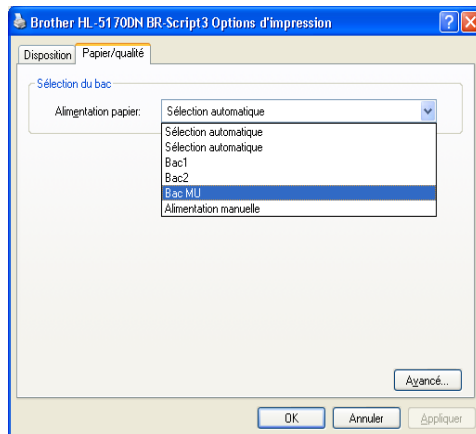 Brother HL-5170DN BR-Script3 Options d'impression
Disposition Papier/qualité
Sélection du bac
Alimentation papier: Sélection automatique
Sélection automatique
Sélection automatique
Bac1
Bac2
Bac MU
Alimentation manuelle
Avancé...
OK Annuler Appliquer